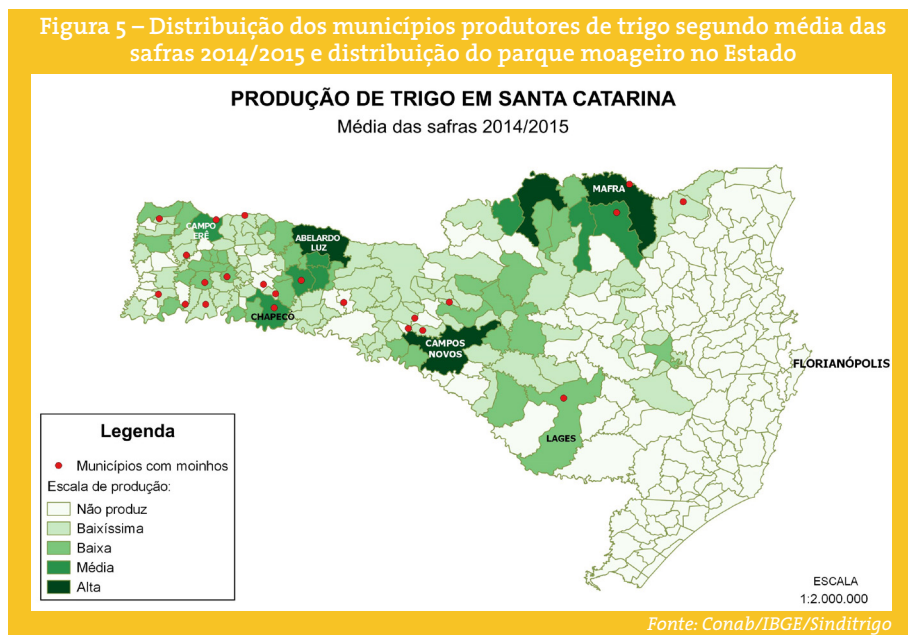 Figura 5 – Distribuição dos municípios produtores de trigo segundo média das
safras 2014/2015 e distribuição do parque moageiro no Estado
PRODUÇÃO DE TRIGO EM SANTA CATARINA
Média das safras 2014/2015
MAFRA
CAMPO
ERÊ
ABELARDO
LUZ
CHAPECÓ
CAMPOS
NOVOS
FLORIANÓPOLIS
LAGES
Legenda
Municípios com moinhos
Escala de produção:
Não produz
Baixíssima
Baixa
Média
Alta
ESCALA
1:2.000.000
Fonte: Conab/IBGE/Sinditrigo